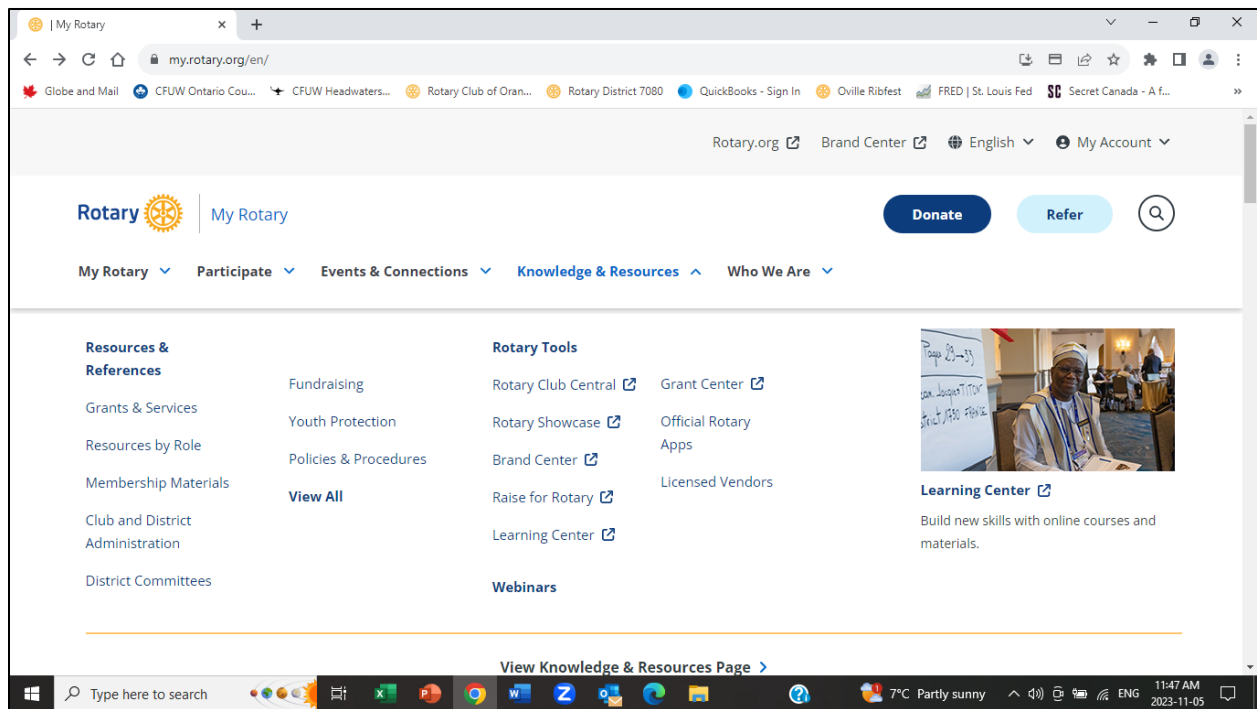 | My Rotary
my.rotary.org/en/
Globe and Mail CFUW Ontario Cou... CFUW Headwaters... Rotary Club of Oran... Rotary District 7080 QuickBooks - Sign In Oville Ribfest FRED | St. Louis Fed SC Secret Canada - A f...
Rotary.org Brand Center English My Account
Rotary My Rotary Donate Refer
My Rotary Participate Events & Connections Knowledge & Resources Who We Are
Resources &
References
Grants & Services
Resources by Role
Membership Materials
Club and District
Administration
District Committees
Fundraising
Youth Protection
Policies & Procedures
View All
Rotary Tools
Rotary Club Central
Rotary Showcase
Brand Center
Raise for Rotary
Learning Center
Webinars
Grant Center
Official Rotary
Apps
Licensed Vendors
Pages 29→33
Learning Center
Build new skills with online courses and
materials.
View Knowledge & Resources Page
Type here to search 7°C Partly sunny ENG 11:47 AM
2023-11-05